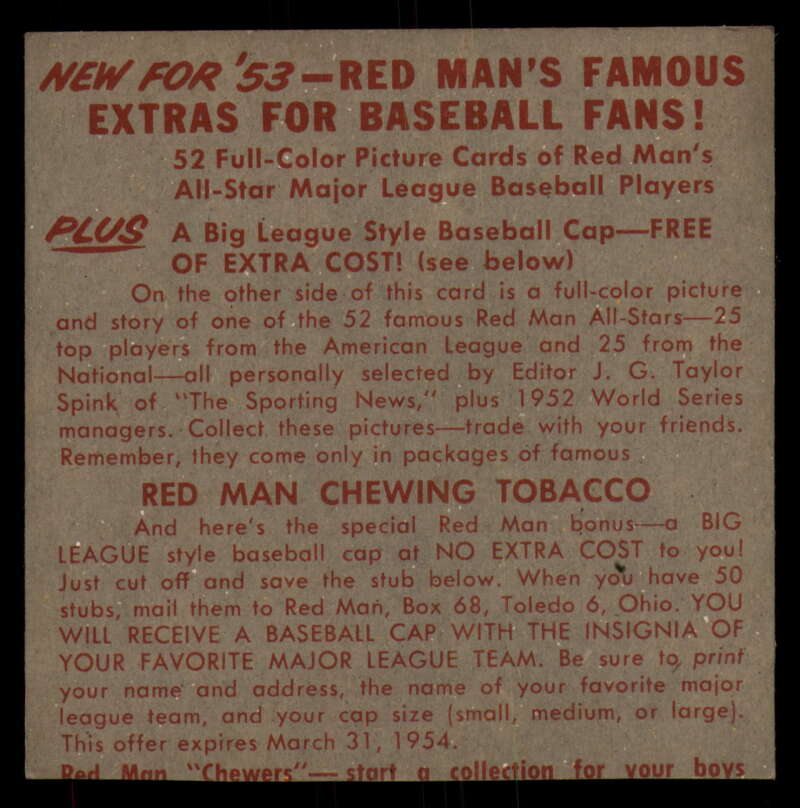 NEW FOR '53—RED MAN'S FAMOUS
EXTRAS FOR BASEBALL FANS!
52 Full-Color Picture Cards of Red Man's
All-Star Major League Baseball Players
PLUS A Big League Style Baseball Cap—FREE
OF EXTRA COST! (see below)
On the other side of this card is a full-color picture
and story of one of the 52 famous Red Man All-Stars—25
top players from the American League and 25 from the
National—all personally selected by Editor J. G. Taylor
Spink of "The Sporting News," plus 1952 World Series
managers. Collect these pictures—trade with your friends.
Remember, they come only in packages of famous
RED MAN CHEWING TOBACCO
And here's the special Red Man bonus—a BIG
LEAGUE style baseball cap at NO EXTRA COST to you!
Just cut off and save the stub below. When you have 50
stubs, mail them to Red Man, Box 68, Toledo 6, Ohio. YOU
WILL RECEIVE A BASEBALL CAP WITH THE INSIGNIA OF
YOUR FAVORITE MAJOR LEAGUE TEAM. Be sure to print
your name and address, the name of your favorite major
league team, and your cap size (small, medium, or large).
This offer expires March 31, 1954.
Red Man "Chewers"—start a collection for your boys